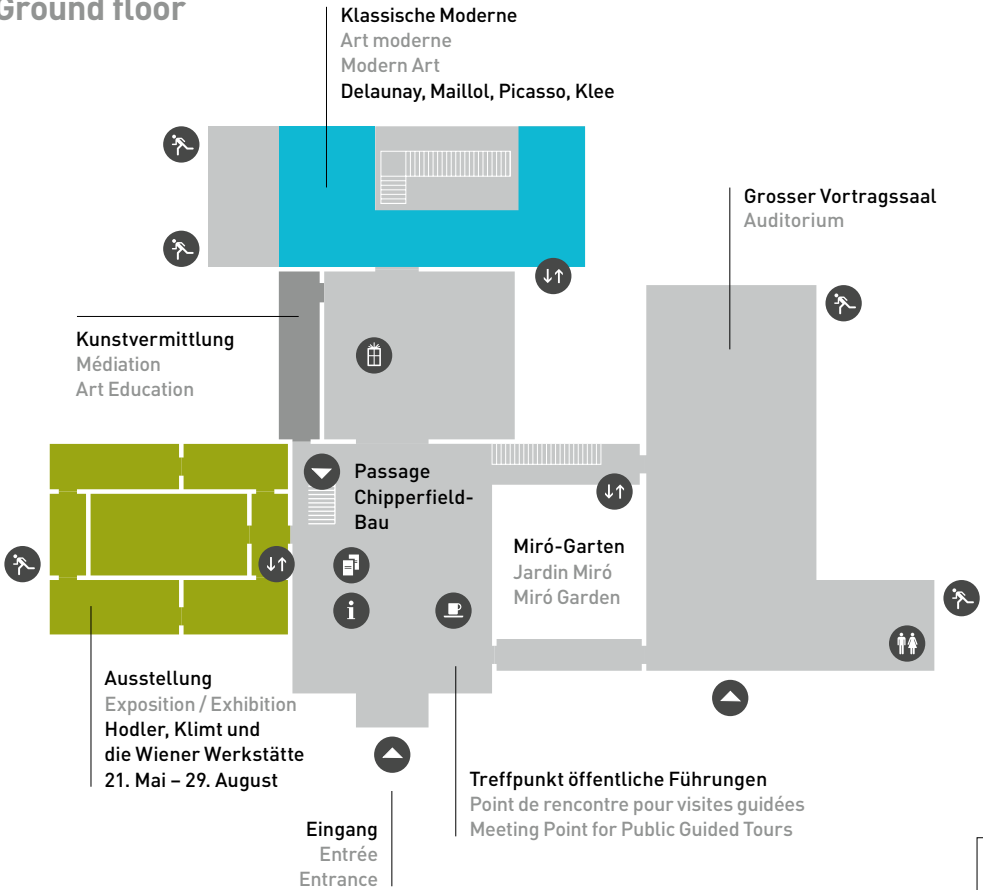 Ground floor
Klassische Moderne
Art moderne
Modern Art
Delaunay, Maillol, Picasso, Klee
Grosser Vortragssaal
Auditorium
Kunstvermittlung
Médiation
Art Education
Passage
Chipperfield-
Bau
Miró-Garten
Jardin Miró
Miró Garden
i
Ausstellung
Exposition / Exhibition
Hodler, Klimt und
die Wiener Werkstätte
21. Mai – 29. August
Treffpunkt öffentliche Führungen
Point de rencontre pour visites guidées
Meeting Point for Public Guided Tours
Eingang
Entrée
Entrance